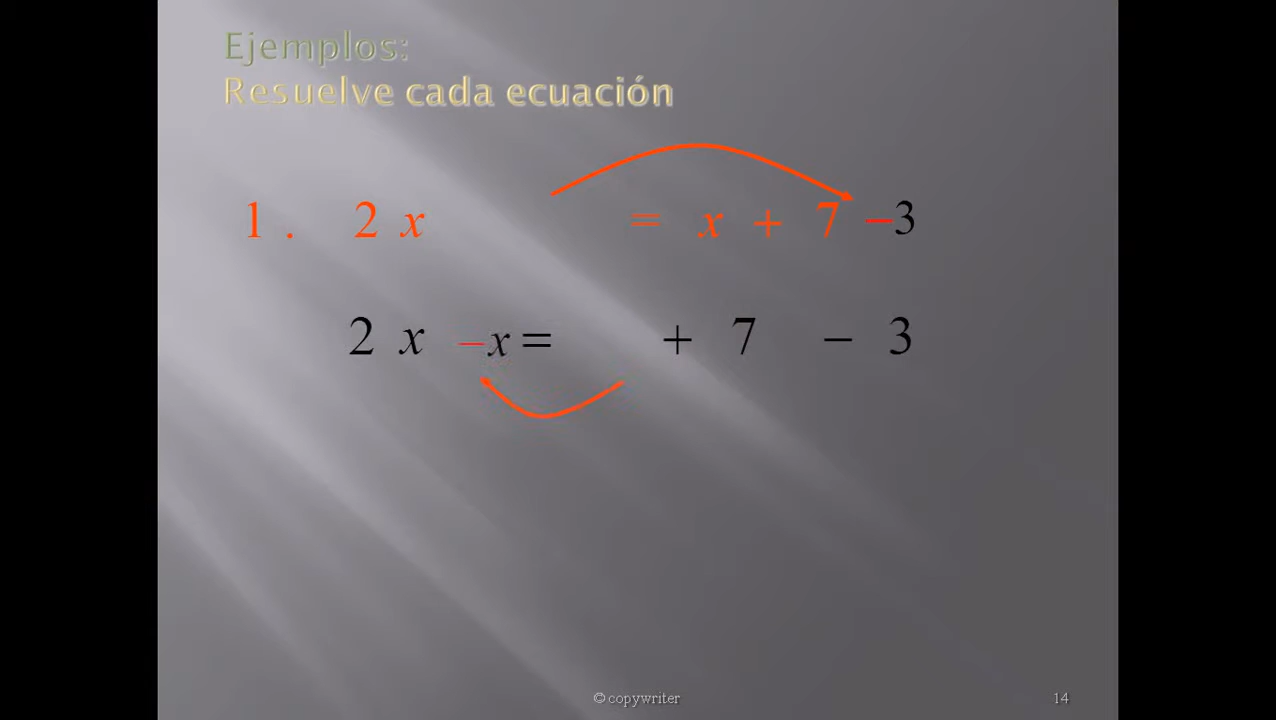 Ejemplos:
Resuelve cada ecuación
1 . 2 x = x + 7 – 3
2 x – x = + 7 – 3
© copywriter 14